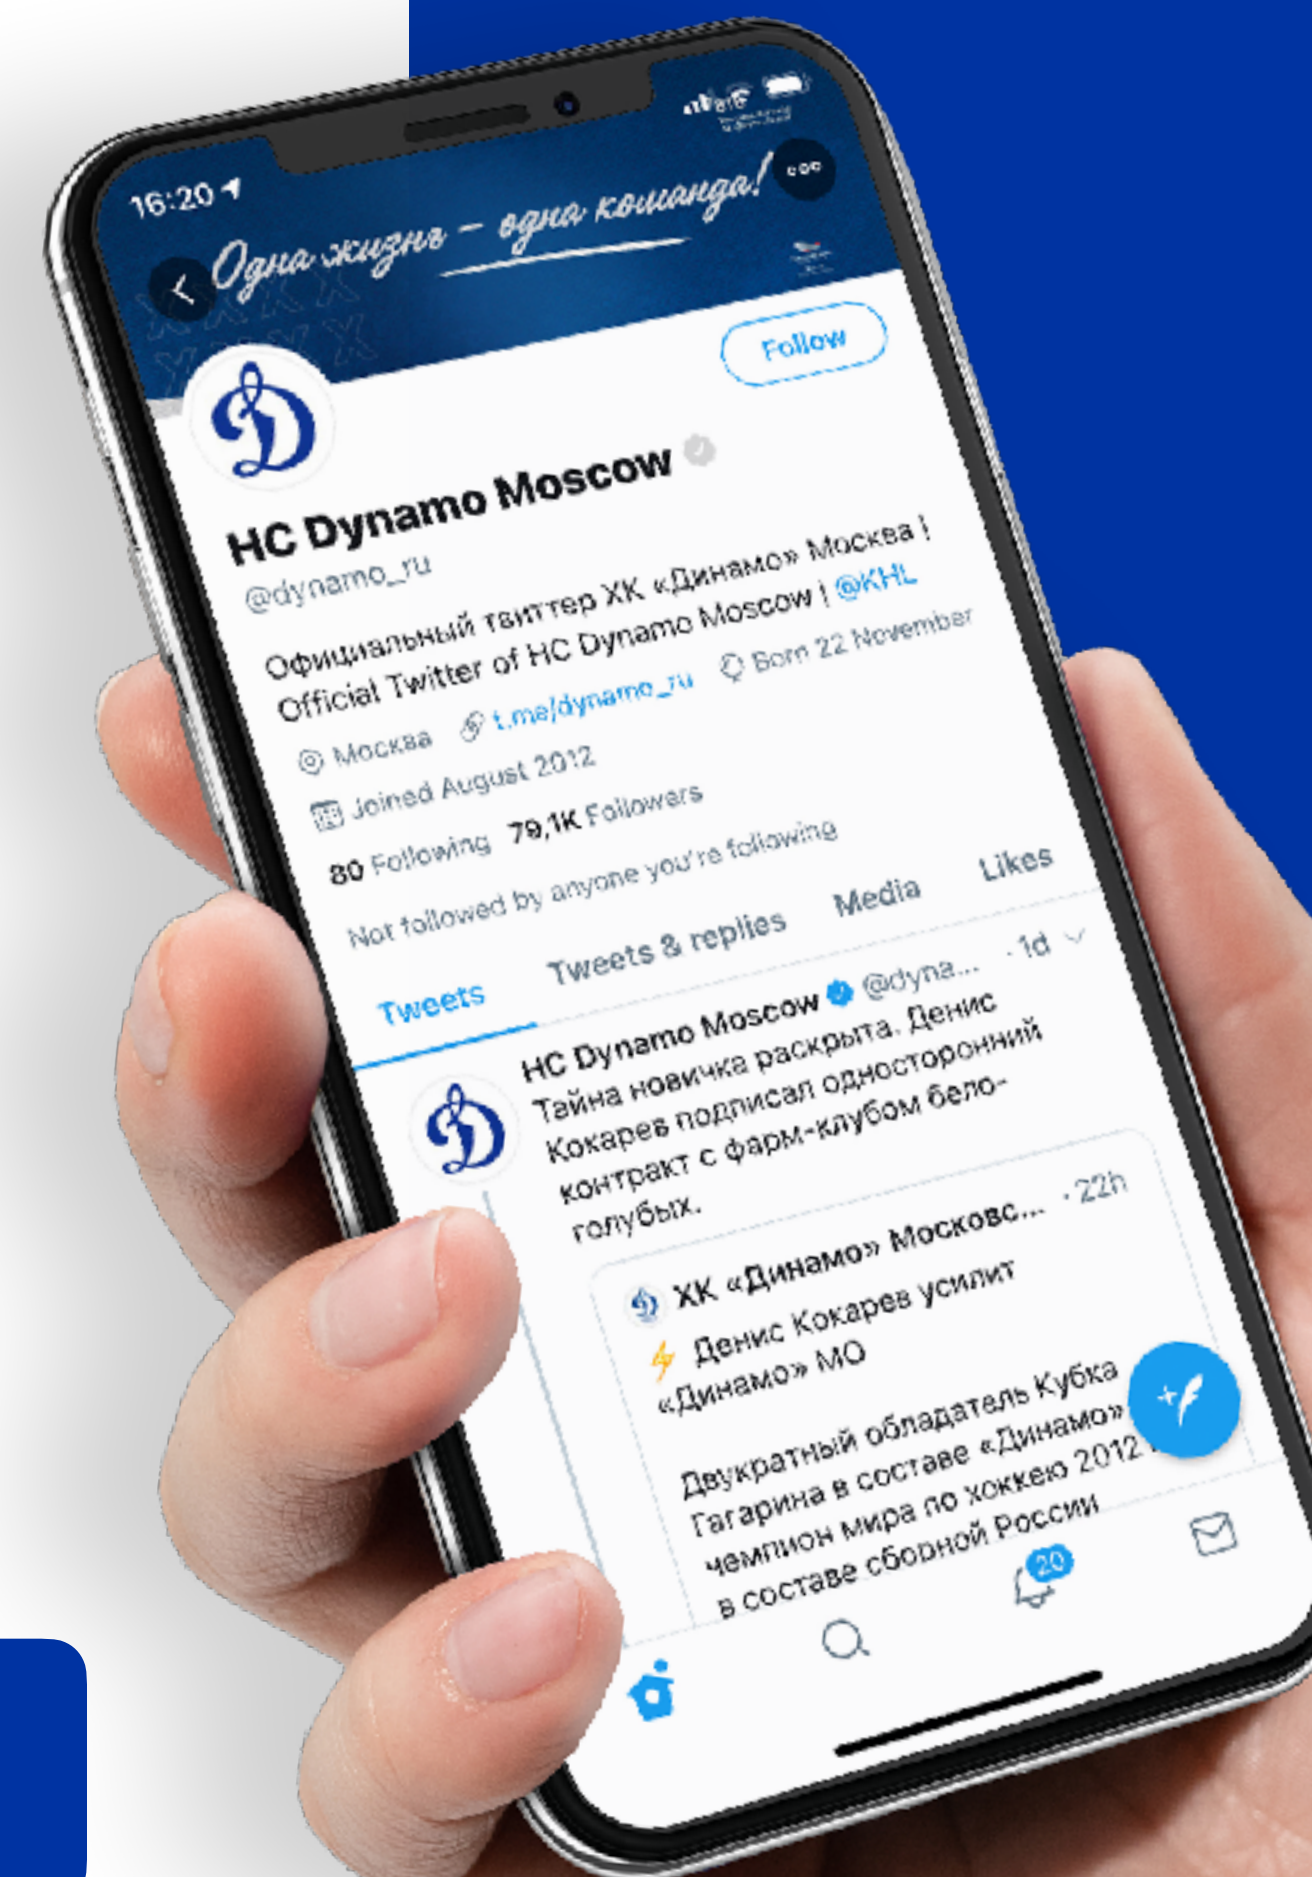 16:20
Одна жизнь – одна команда!
Follow
HC Dynamo Moscow
@dynamo_ru
Официальный твиттер ХК «Динамо» Москва |
Official Twitter of HC Dynamo Moscow | @KHL
Москва t.me/dynamo_ru Born 22 November
Joined August 2012
80 Following 79,1K Followers
Not followed by anyone you're following
Tweets Tweets & replies Media Likes
HC Dynamo Moscow @dyna... · 1d
Тайна новичка раскрыта. Денис
Кокарев подписал односторонний
контракт с фарм-клубом бело-
голубых.
ХК «Динамо» Московс... · 22h
⚡ Денис Кокарев усилит
«Динамо» МО
Двукратный обладатель Кубка
Гагарина в составе «Динамо»
чемпион мира по хоккею 2012
в составе сборной России
20